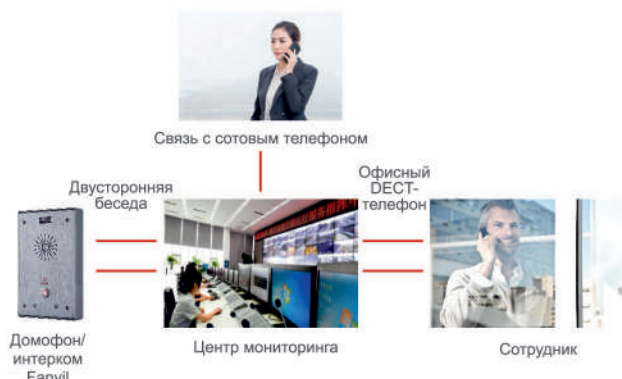 Связь с сотовым телефоном
Двусторонняя
беседа
Офисный
DECT-
телефон
Домофон/
интерком
Fanvil
Центр мониторинга
Сотрудник